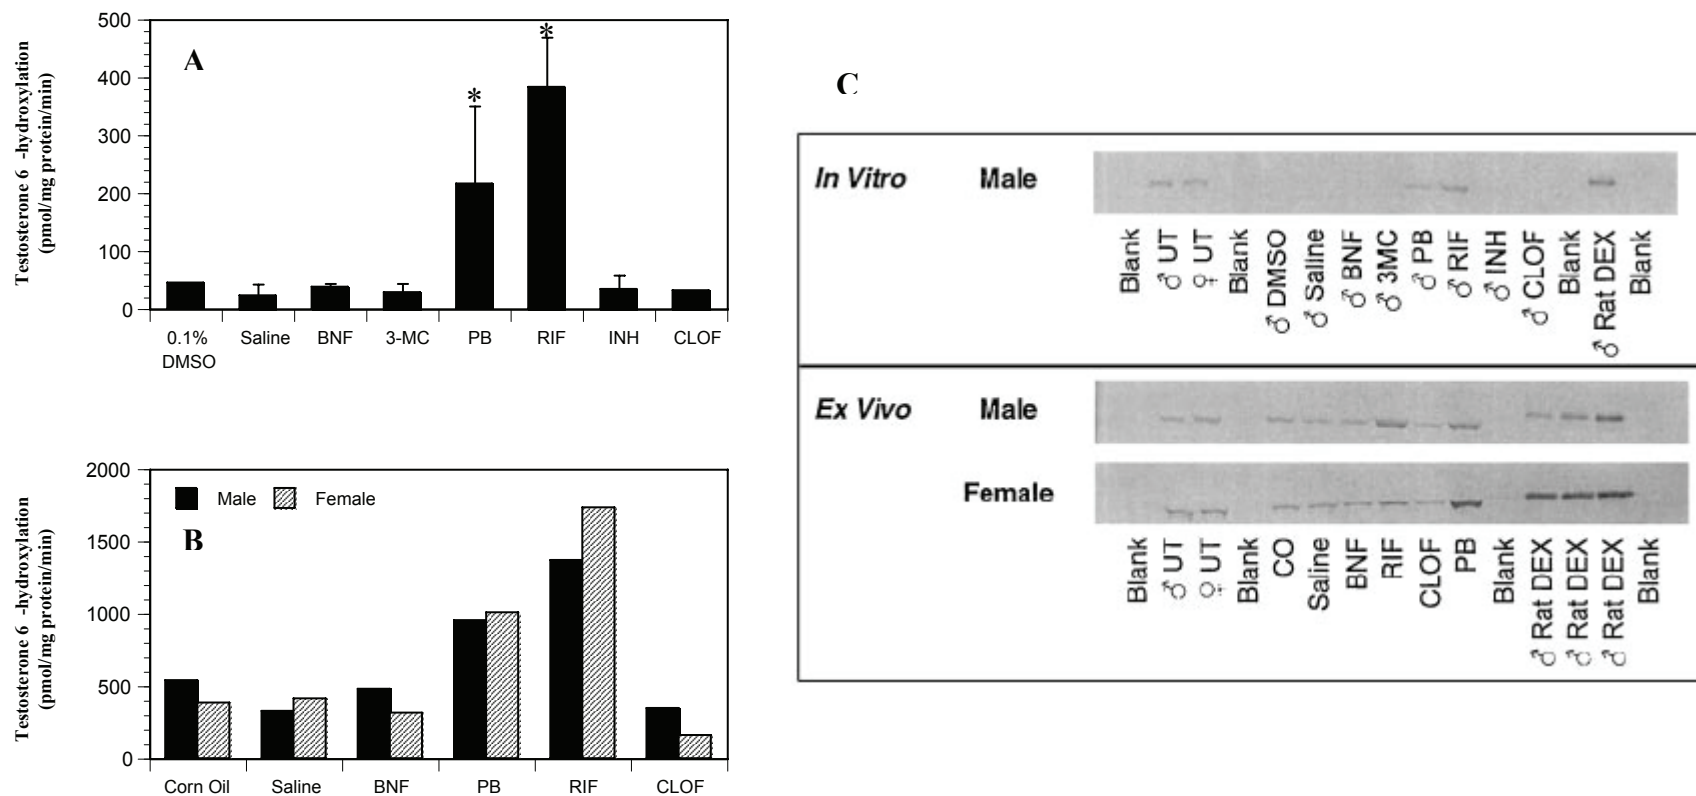 Testosterone 6 -hydroxylation
(pmol/mg protein/min)
500
400
300
200
100
0
A
*
*
0.1%
DMSO
Saline
BNF
3-MC
PB
RIF
INH
CLOF
Testosterone 6 -hydroxylation
(pmol/mg protein/min)
2000
1500
1000
500
0
Male
Female
B
Corn Oil
Saline
BNF
PB
RIF
CLOF
C
In Vitro
Male
Blank
♂ UT
♀ UT
Blank
♂ DMSO
♂ Saline
♂ BNF
♂ 3MC
♂ PB
♂ RIF
♂ INH
♂ CLOF
Blank
♂ Rat DEX
Blank
Ex Vivo
Male
Female
Blank
♂ UT
♀ UT
Blank
CO
Saline
BNF
RIF
CLOF
PB
Blank
♂ Rat DEX
♂ Rat DEX
♂ Rat DEX
Blank